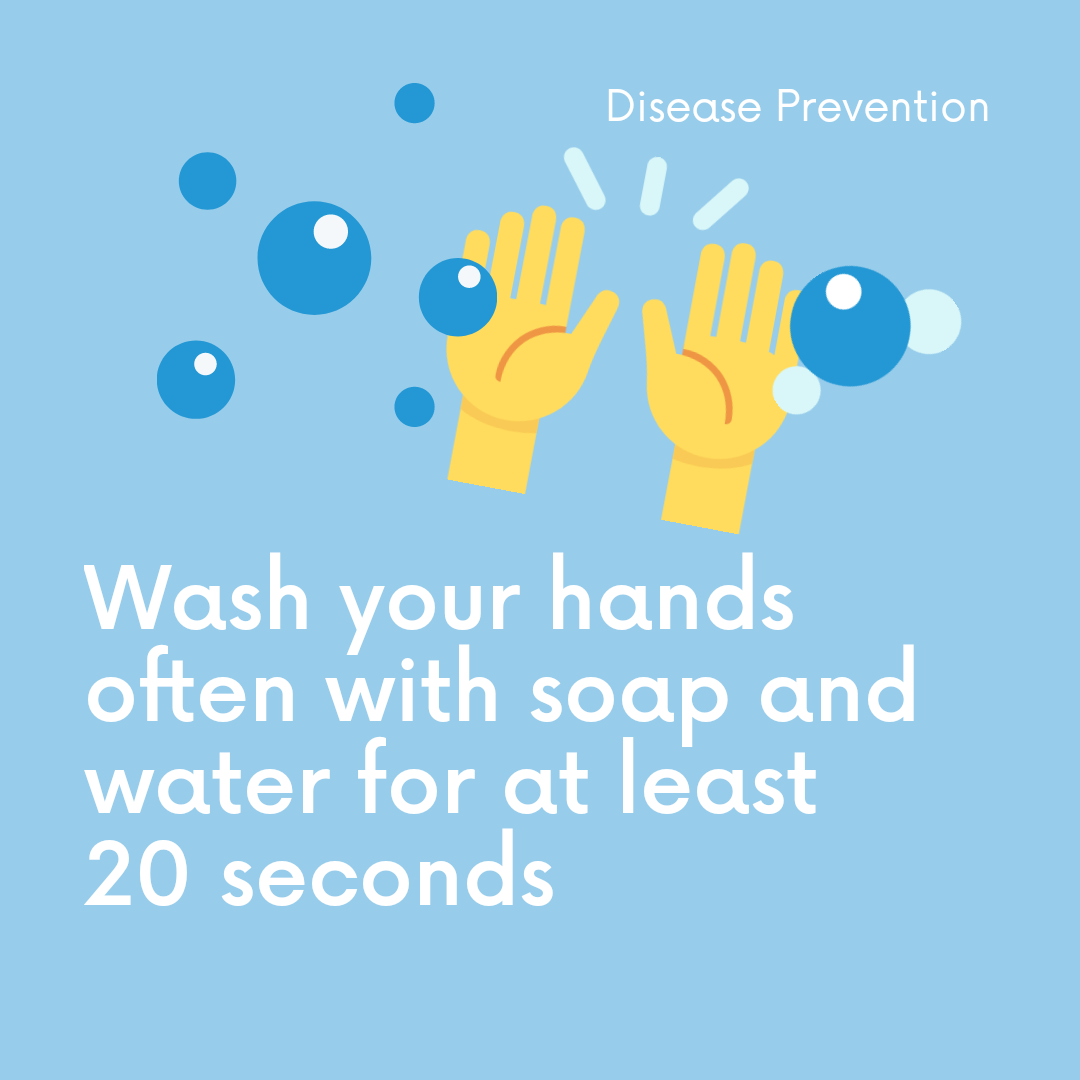 Disease Prevention
Wash your hands
often with soap and
water for at least
20 seconds